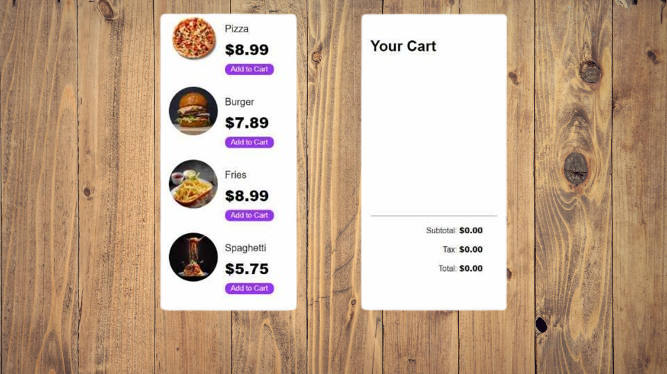 Pizza
$8.99
Add to Cart
Burger
$7.89
Add to Cart
Fries
$8.99
Add to Cart
Spaghetti
$5.75
Add to Cart
Your Cart
Subtotal: $0.00
Tax: $0.00
Total: $0.00